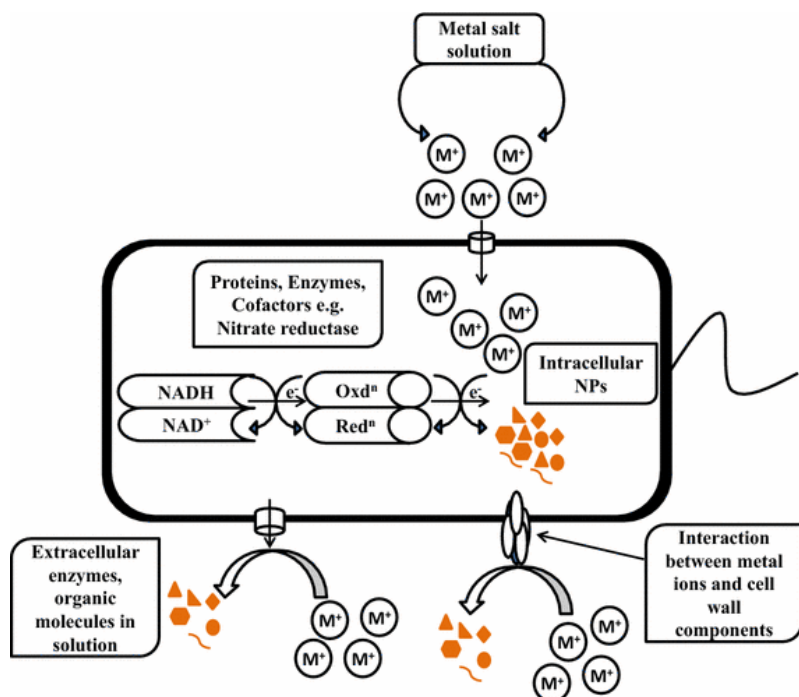 Metal salt
solution
M⁺
M⁺
M⁺
M⁺
M⁺
Proteins, Enzymes,
Cofactors e.g.
Nitrate reductase
M⁺
M⁺
M⁺
M⁺
Intracellular
NPs
NADH
NAD⁺
e⁻
Oxdⁿ
Redⁿ
e⁻
Extracellular
enzymes,
organic
molecules in
solution
M⁺
M⁺
M⁺
M⁺
M⁺
M⁺
M⁺
M⁺
Interaction
between metal
ions and cell
wall
components